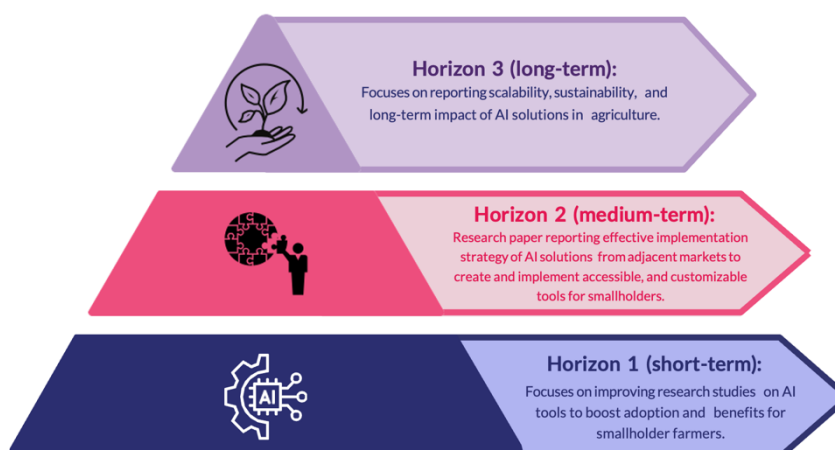 Horizon 3 (long-term):
Focuses on reporting scalability, sustainability, and
long-term impact of AI solutions in agriculture.
Horizon 2 (medium-term):
Research paper reporting effective implementation
strategy of AI solutions from adjacent markets to
create and implement accessible, and customizable
tools for smallholders.
AI
Horizon 1 (short-term):
Focuses on improving research studies on AI
tools to boost adoption and benefits for
smallholder farmers.